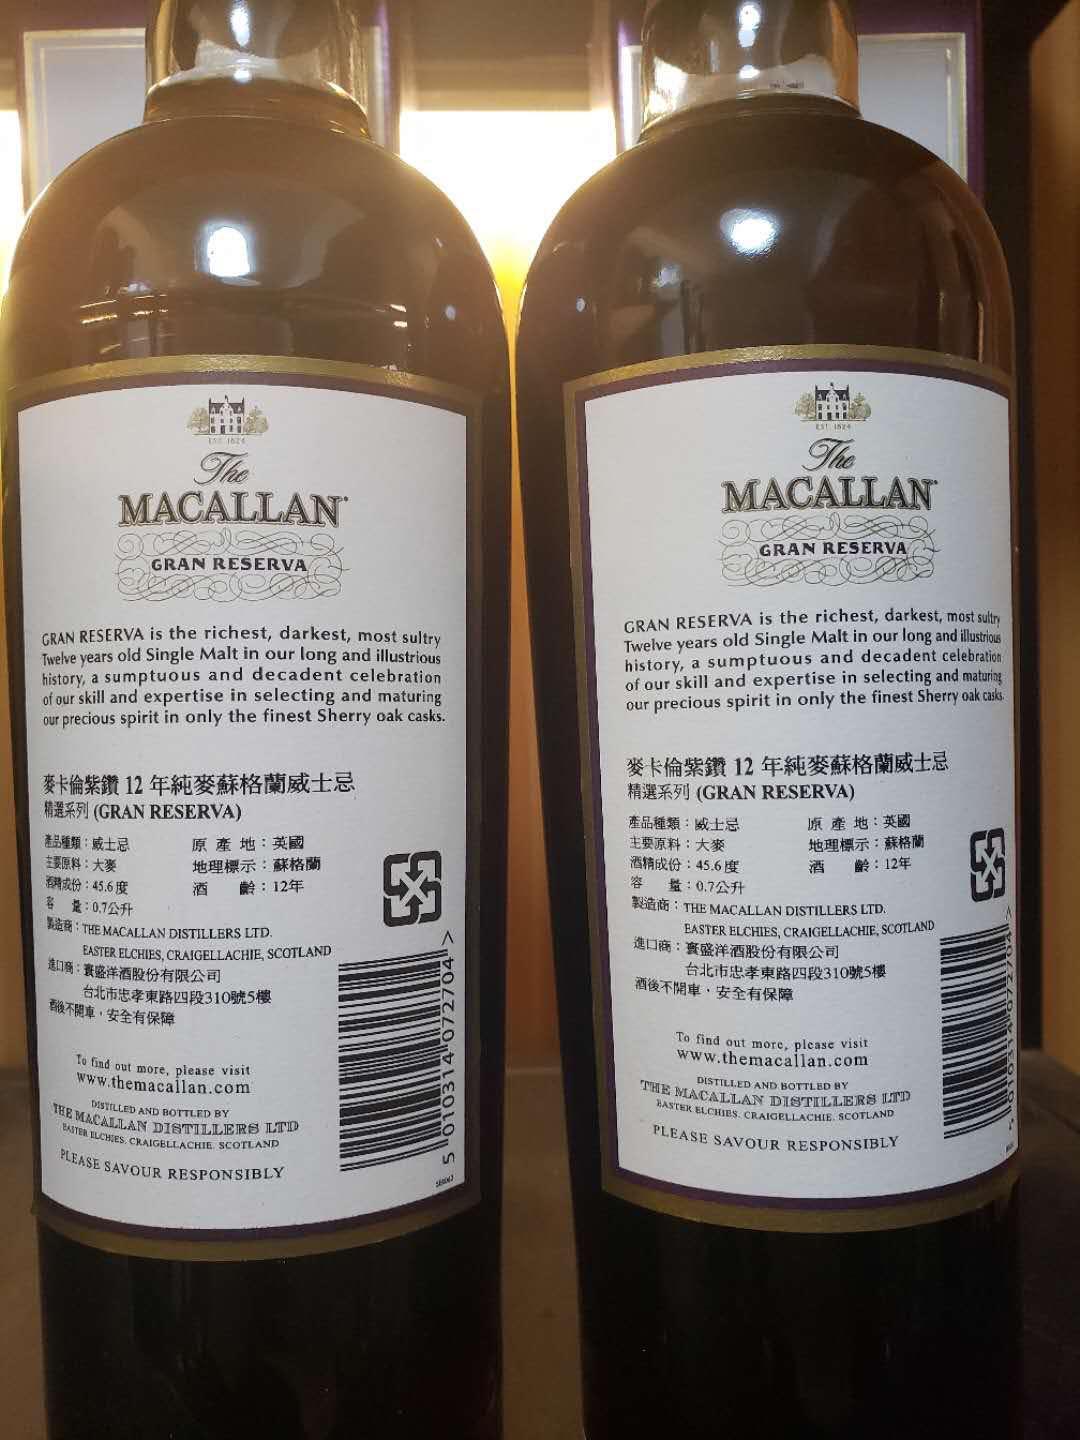 EST. 1824
The
MACALLAN
GRAN RESERVA
GRAN RESERVA is the richest, darkest, most sultry
Twelve years old Single Malt in our long and illustrious
history, a sumptuous and decadent celebration
of our skill and expertise in selecting and maturing
our precious spirit in only the finest Sherry oak casks.
麥卡倫紫鑽 12 年純麥蘇格蘭威士忌
精選系列 (GRAN RESERVA)
產品種類：威士忌 原產地：英國
主要原料：大麥 地理標示：蘇格蘭
酒精成份：45.6度 酒齡：12年
容量：0.7公升
製造商：THE MACALLAN DISTILLERS LTD.
EASTER ELCHIES, CRAIGELLACHIE, SCOTLAND
進口商：寰盛洋酒股份有限公司
台北市忠孝東路四段310號5樓
酒後不開車，安全有保障
5 010314 072704 >
To find out more, please visit
www.themacallan.com
DISTILLED AND BOTTLED BY
THE MACALLAN DISTILLERS LTD
EASTER ELCHIES. CRAIGELLACHIE. SCOTLAND
PLEASE SAVOUR RESPONSIBLY
EST. 1824
The
MACALLAN
GRAN RESERVA
GRAN RESERVA is the richest, darkest, most sultry
Twelve years old Single Malt in our long and illustrious
history, a sumptuous and decadent celebration
of our skill and expertise in selecting and maturing
our precious spirit in only the finest Sherry oak casks.
麥卡倫紫鑽 12 年純麥蘇格蘭威士忌
精選系列 (GRAN RESERVA)
產品種類：威士忌 原產地：英國
主要原料：大麥 地理標示：蘇格蘭
酒精成份：45.6度 酒齡：12年
容量：0.7公升
製造商：THE MACALLAN DISTILLERS LTD.
EASTER ELCHIES, CRAIGELLACHIE, SCOTLAND
進口商：寰盛洋酒股份有限公司
台北市忠孝東路四段310號5樓
酒後不開車，安全有保障
5 010314 072704 >
To find out more, please visit
www.themacallan.com
DISTILLED AND BOTTLED BY
THE MACALLAN DISTILLERS LTD
EASTER ELCHIES. CRAIGELLACHIE. SCOTLAND
PLEASE SAVOUR RESPONSIBLY